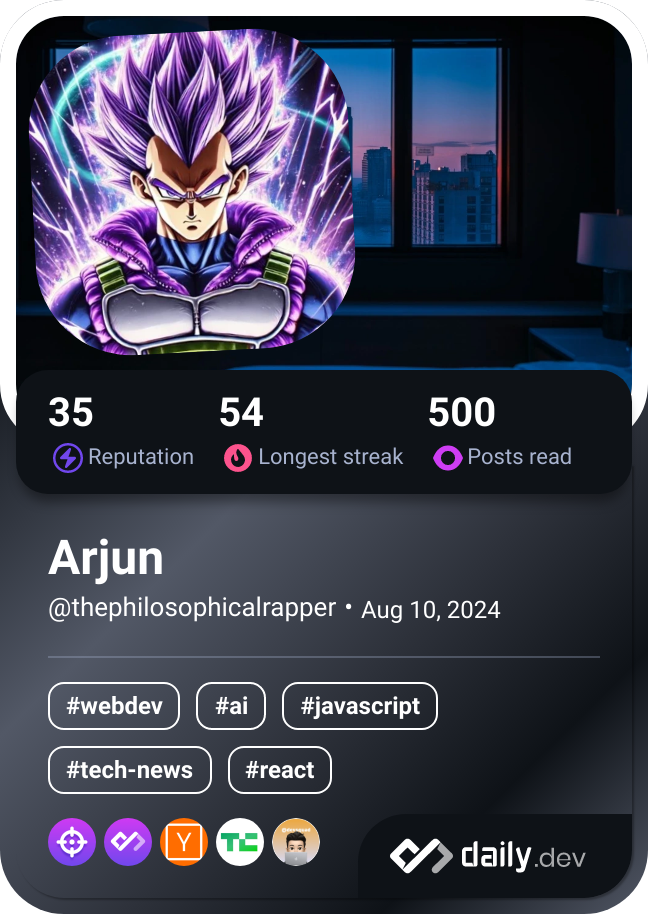 35 54 500
Reputation Longest streak Posts read
Arjun
@thephilosophicalrapper • Aug 10, 2024
#webdev #ai #javascript
#tech-news #react
Y TC
daily.dev